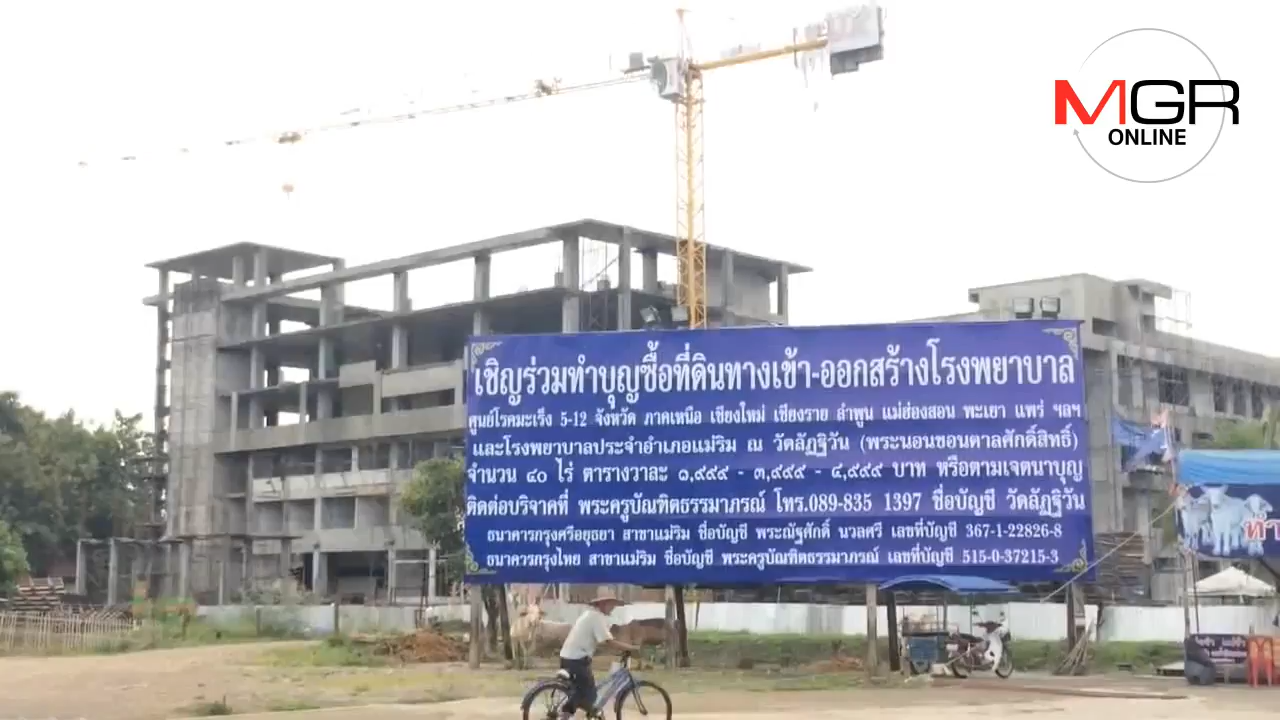 MGR
ONLINE
เชิญร่วมทำบุญซื้อที่ดินทางเข้า-ออกสร้างโรงพยาบาล
ศูนย์โรคมะเร็ง 5-12 จังหวัด ภาคเหนือ เชียงใหม่ เชียงราย ลำพูน แม่ฮ่องสอน พะเยา แพร่ ฯลฯ
และโรงพยาบาลประจำอำเภอแม่ริม ณ วัดลัฏฐิวัน (พระนอนขอนตาลศักดิ์สิทธิ์)
จำนวน ๔๐ ไร่ ตารางวาละ ๑,๙๙๙ - ๓,๙๙๙ - ๔,๙๙๙ บาท หรือตามเจตนาบุญ
ติดต่อบริจาคที่ พระครูบัณฑิตธรรมาภรณ์ โทร.089-835 1397 ชื่อบัญชี วัดลัฏฐิวัน
ธนาคารกรุงศรีอยุธยา สาขาแม่ริม ชื่อบัญชี พระณัฐศักดิ์ นวลศรี เลขที่บัญชี 367-1-22826-8
ธนาคารกรุงไทย สาขาแม่ริม ชื่อบัญชี พระครูบัณฑิตธรรมาภรณ์ เลขที่บัญชี 515-0-37215-3